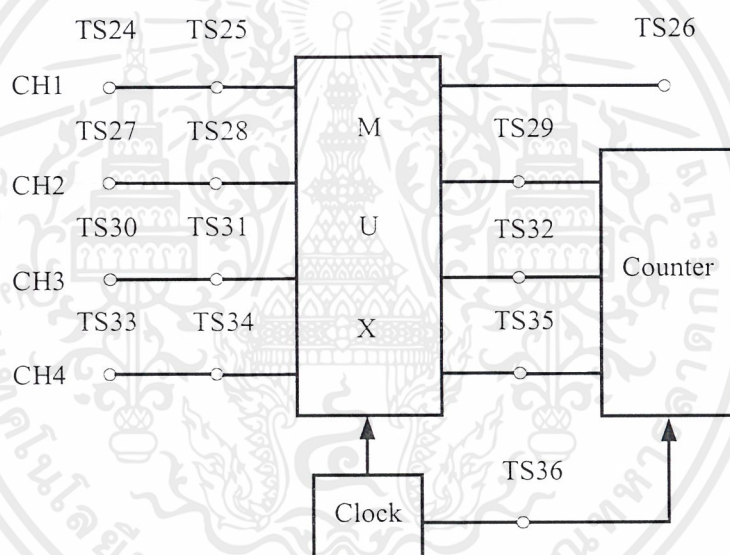 TS24 TS25 TS26
CH1
TS27 TS28 M TS29
CH2
TS30 TS31 U TS32
CH3 Counter
TS33 TS34 X TS35
CH4
TS36
Clock